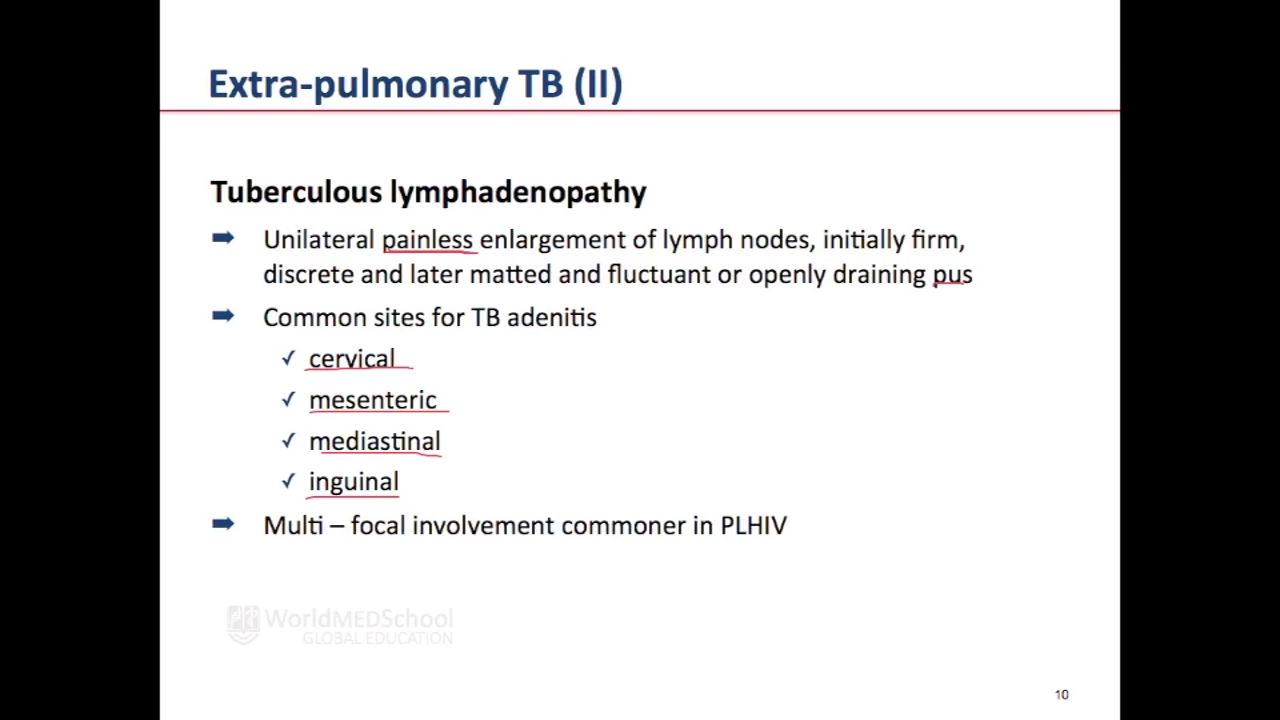 Extra-pulmonary TB (II)
Tuberculous lymphadenopathy
➡ Unilateral painless enlargement of lymph nodes, initially firm,
discrete and later matted and fluctuant or openly draining pus
➡ Common sites for TB adenitis
✓ cervical
✓ mesenteric
✓ mediastinal
✓ inguinal
➡ Multi – focal involvement commoner in PLHIV
WorldMEDSchool
GLOBAL EDUCATION
10